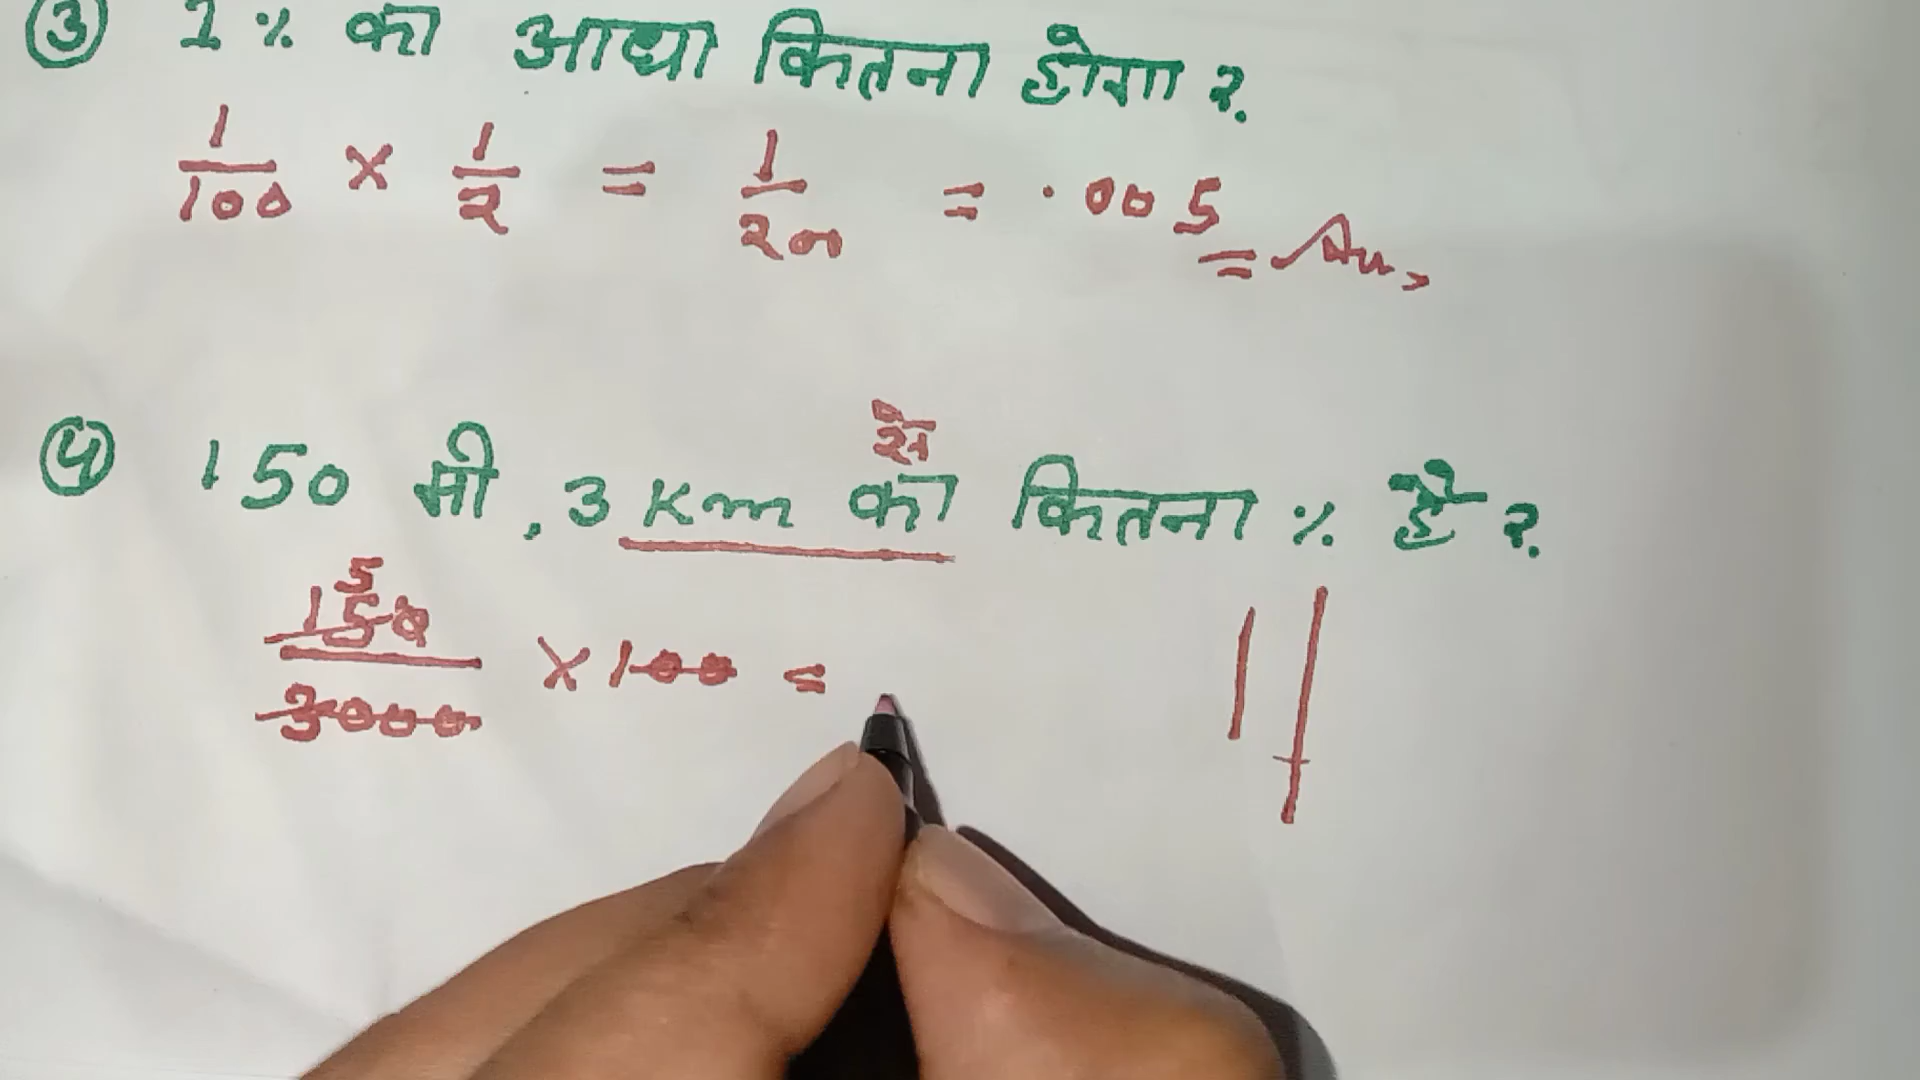 ③ 1% का आधा कितना होगा ?
1/100 × 1/2 = 1/200 = .005 = Ans
④ 150 मी, 3 Km का कितना % है ?
5
150/3000 × 100 =